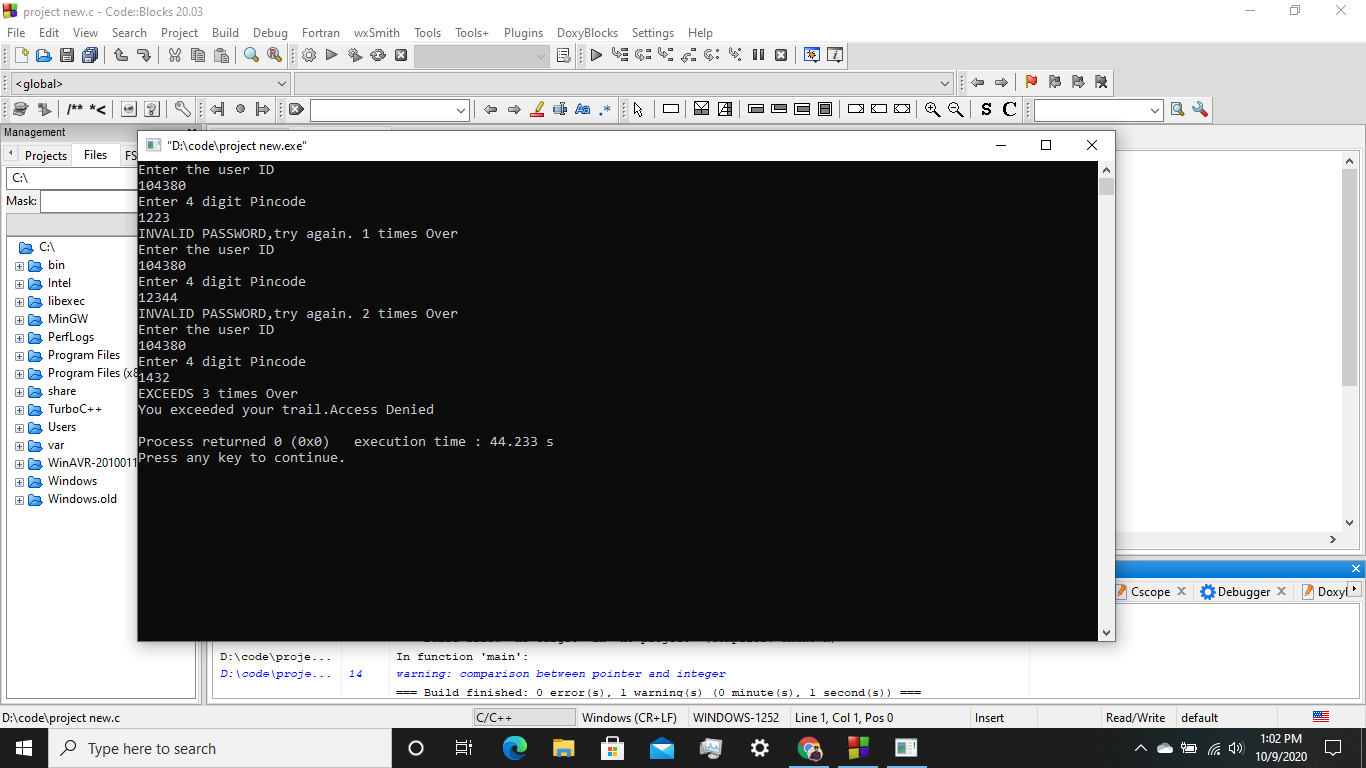 project new.c - Code::Blocks 20.03
File Edit View Search Project Build Debug Fortran wxSmith Tools Tools+ Plugins DoxyBlocks Settings Help
<global>
/** *< Aa .* S C
Management
Projects Files FS
C:\
Mask:
C:\
bin
Intel
libexec
MinGW
PerfLogs
Program Files
Program Files (x8
share
TurboC++
Users
var
WinAVR-2010011
Windows
Windows.old
"D:\code\project new.exe"
Enter the user ID
104380
Enter 4 digit Pincode
1223
INVALID PASSWORD,try again. 1 times Over
Enter the user ID
104380
Enter 4 digit Pincode
12344
INVALID PASSWORD,try again. 2 times Over
Enter the user ID
104380
Enter 4 digit Pincode
1432
EXCEEDS 3 times Over
You exceeded your trail.Access Denied
Process returned 0 (0x0) execution time : 44.233 s
Press any key to continue.
Cscope Debugger Doxyl
D:\code\proje... In function 'main':
D:\code\proje... 14 warning: comparison between pointer and integer
=== Build finished: 0 error(s), 1 warning(s) (0 minute(s), 1 second(s)) ===
D:\code\project new.c C/C++ Windows (CR+LF) WINDOWS-1252 Line 1, Col 1, Pos 0 Insert Read/Write default
Type here to search
1:02 PM
10/9/2020